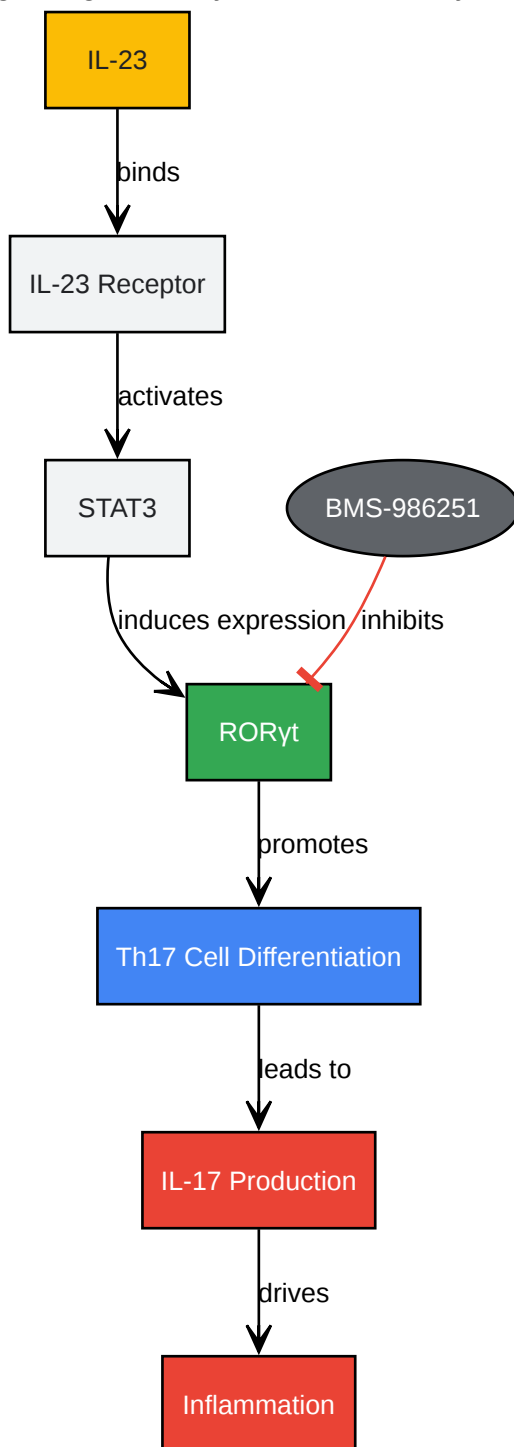 IL-23
binds
IL-23 Receptor
activates
STAT3
BMS-986251
induces expression
inhibits
RORγt
promotes
Th17 Cell Differentiation
leads to
IL-17 Production
drives
Inflammation